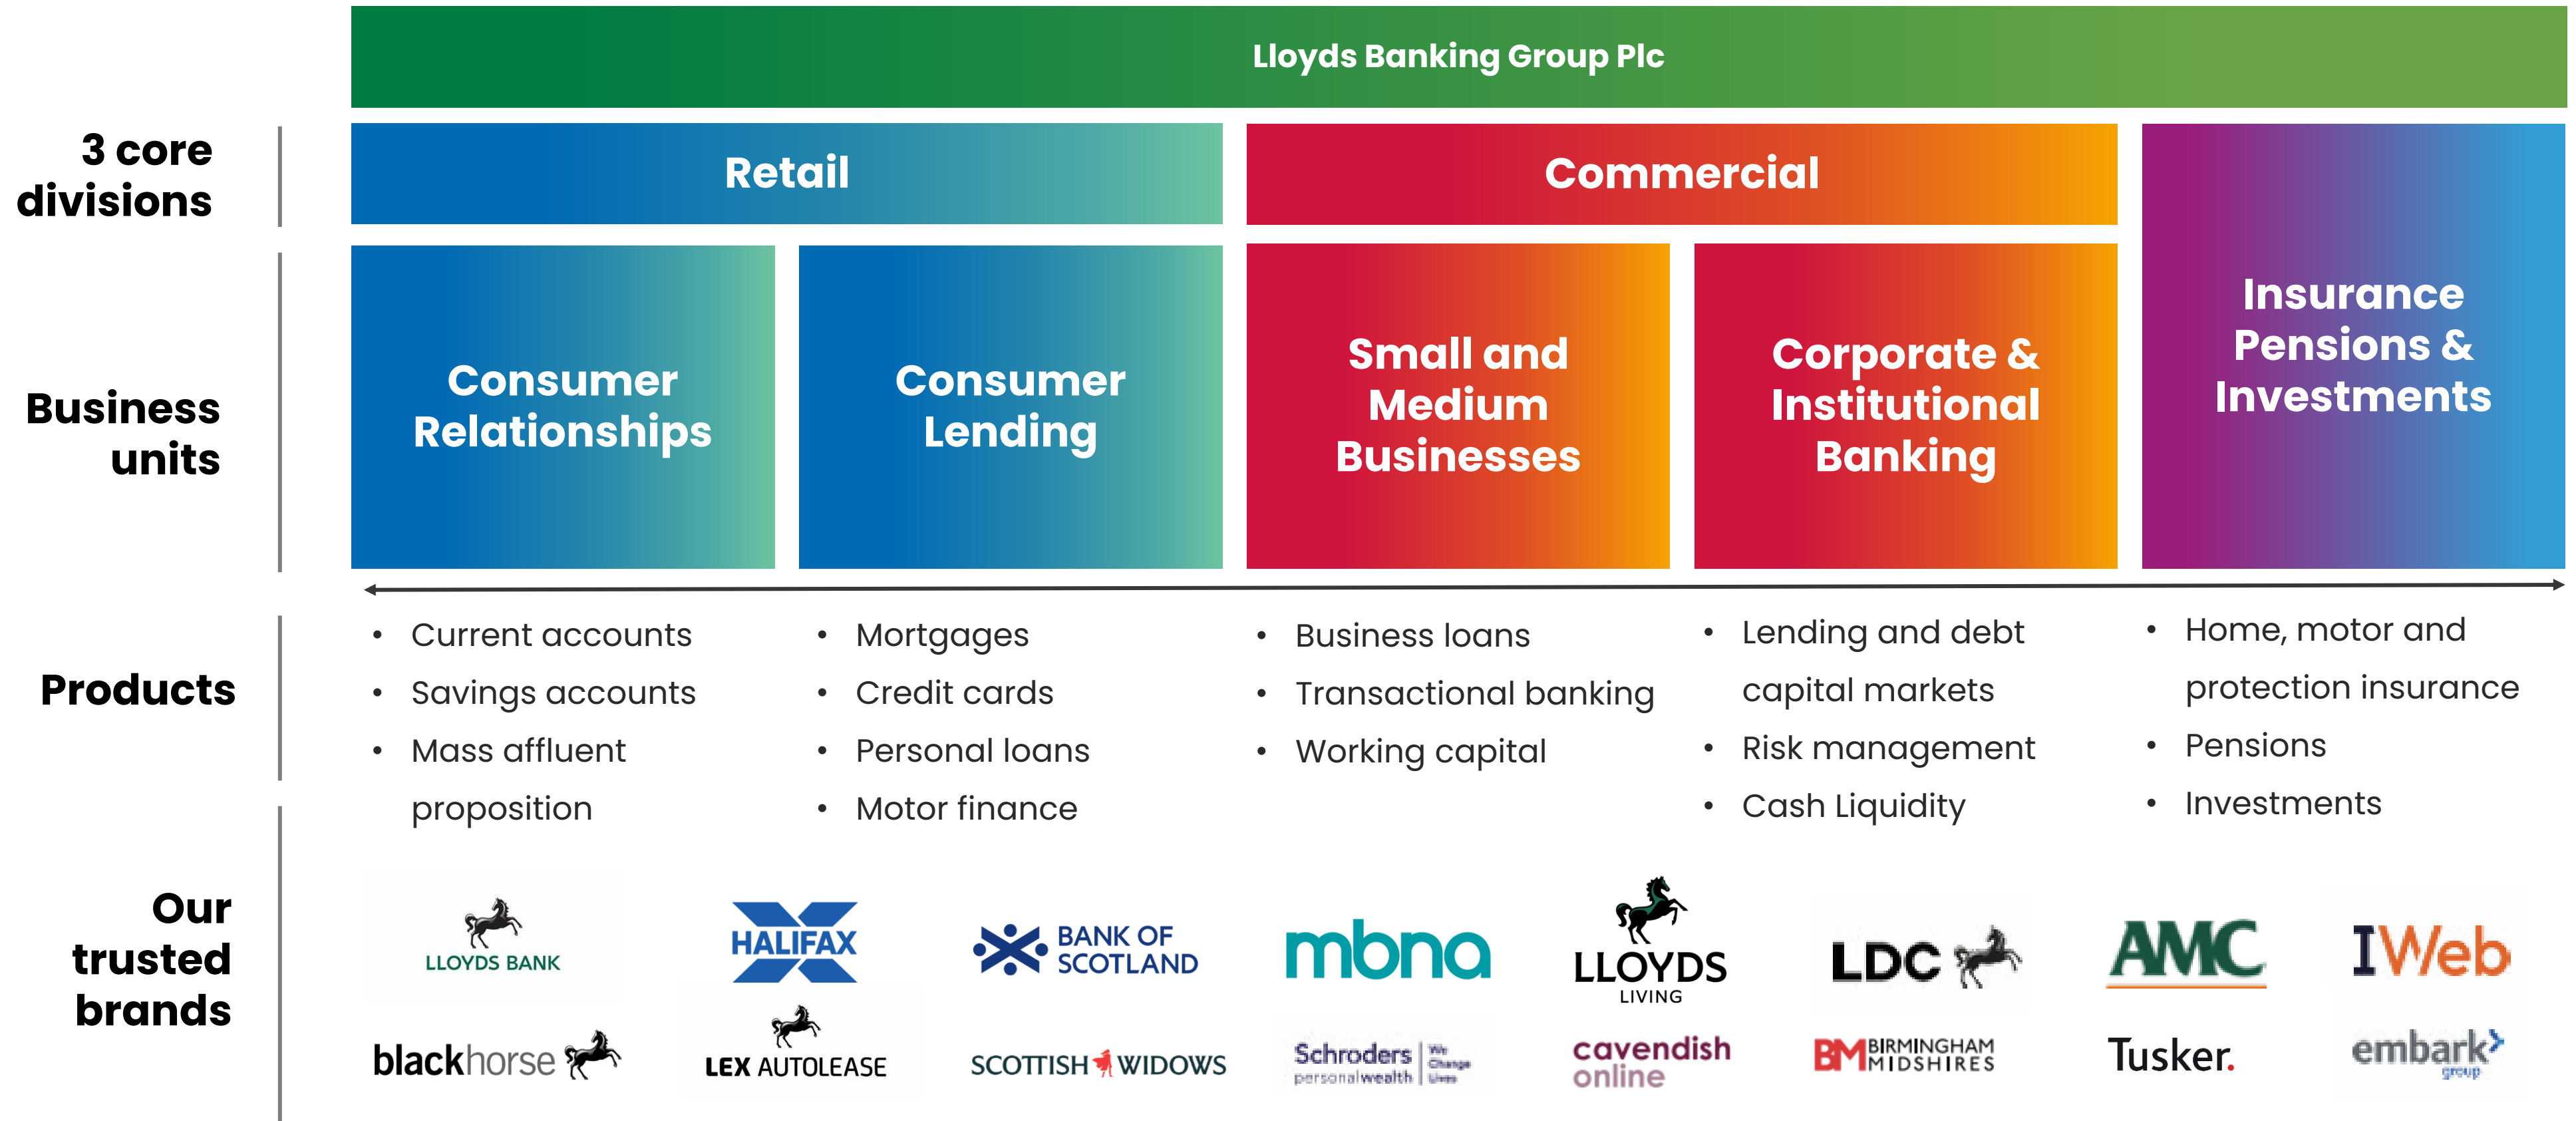 Lloyds Banking Group Plc
3 core
divisions
Retail
Commercial
Insurance
Pensions &
Investments
Business
units
Consumer
Relationships
Consumer
Lending
Small and
Medium
Businesses
Corporate &
Institutional
Banking
Products
• Current accounts
• Savings accounts
• Mass affluent
proposition
• Mortgages
• Credit cards
• Personal loans
• Motor finance
• Business loans
• Transactional banking
• Working capital
• Lending and debt
capital markets
• Risk management
• Cash Liquidity
• Home, motor and
protection insurance
• Pensions
• Investments
Our
trusted
brands
LLOYDS BANK
HALIFAX
BANK OF
SCOTLAND
mbna
LLOYDS
LIVING
LDC
AMC
IWeb
blackhorse
LEX AUTOLEASE
SCOTTISH WIDOWS
Schroders
personalwealth
We
Change
Lives
cavendish
online
BM BIRMINGHAM
MIDSHIRES
Tusker.
embark
group